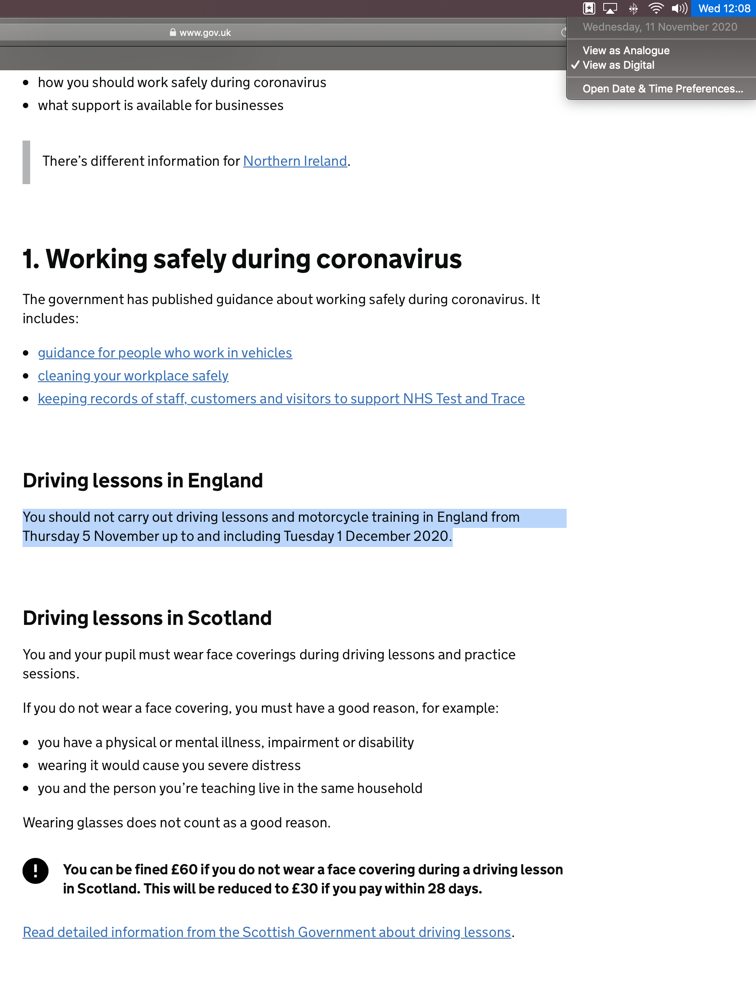 Wed 12:08
www.gov.uk
Wednesday, 11 November 2020
View as Analogue
✓ View as Digital
Open Date & Time Preferences...
• how you should work safely during coronavirus
• what support is available for businesses
There’s different information for Northern Ireland.
1. Working safely during coronavirus
The government has published guidance about working safely during coronavirus. It
includes:
• guidance for people who work in vehicles
• cleaning your workplace safely
• keeping records of staff, customers and visitors to support NHS Test and Trace
Driving lessons in England
You should not carry out driving lessons and motorcycle training in England from
Thursday 5 November up to and including Tuesday 1 December 2020.
Driving lessons in Scotland
You and your pupil must wear face coverings during driving lessons and practice
sessions.
If you do not wear a face covering, you must have a good reason, for example:
• you have a physical or mental illness, impairment or disability
• wearing it would cause you severe distress
• you and the person you’re teaching live in the same household
Wearing glasses does not count as a good reason.
! You can be fined £60 if you do not wear a face covering during a driving lesson
in Scotland. This will be reduced to £30 if you pay within 28 days.
Read detailed information from the Scottish Government about driving lessons.